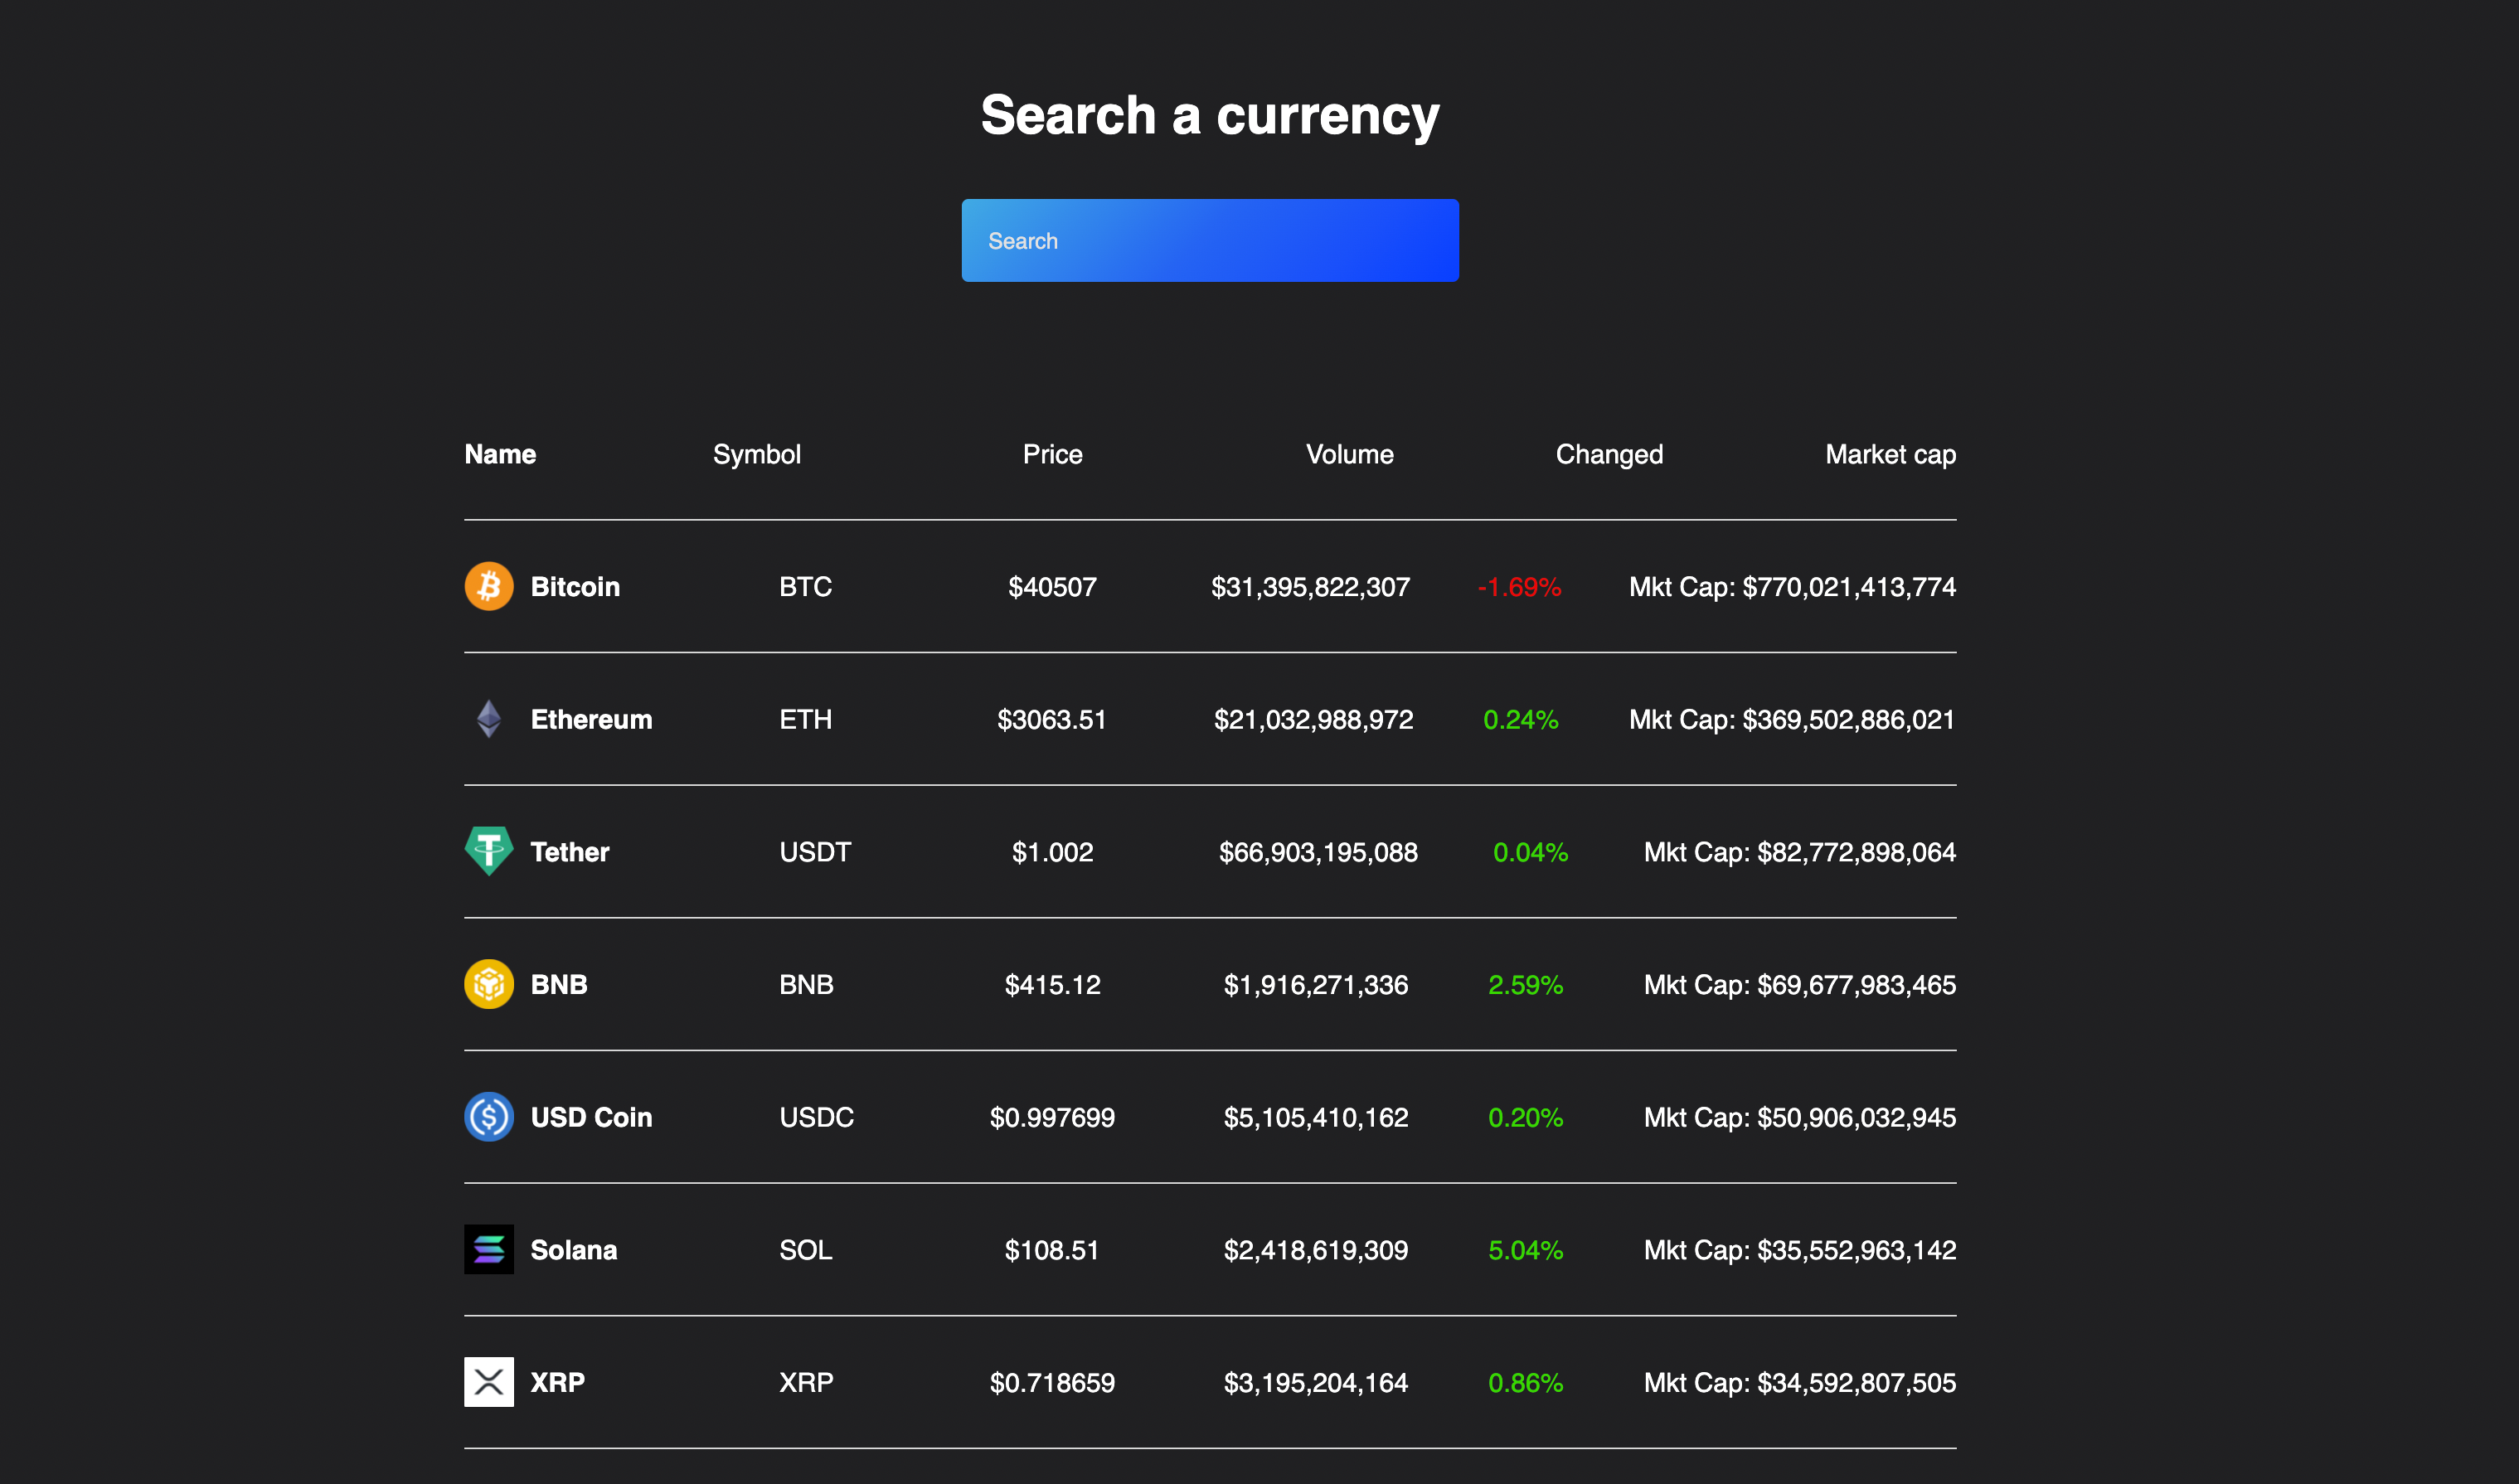 Search a currency
Search
Name Symbol Price Volume Changed Market cap
Bitcoin BTC $40507 $31,395,822,307 -1.69% Mkt Cap: $770,021,413,774
Ethereum ETH $3063.51 $21,032,988,972 0.24% Mkt Cap: $369,502,886,021
Tether USDT $1.002 $66,903,195,088 0.04% Mkt Cap: $82,772,898,064
BNB BNB $415.12 $1,916,271,336 2.59% Mkt Cap: $69,677,983,465
USD Coin USDC $0.997699 $5,105,410,162 0.20% Mkt Cap: $50,906,032,945
Solana SOL $108.51 $2,418,619,309 5.04% Mkt Cap: $35,552,963,142
XRP XRP $0.718659 $3,195,204,164 0.86% Mkt Cap: $34,592,807,505